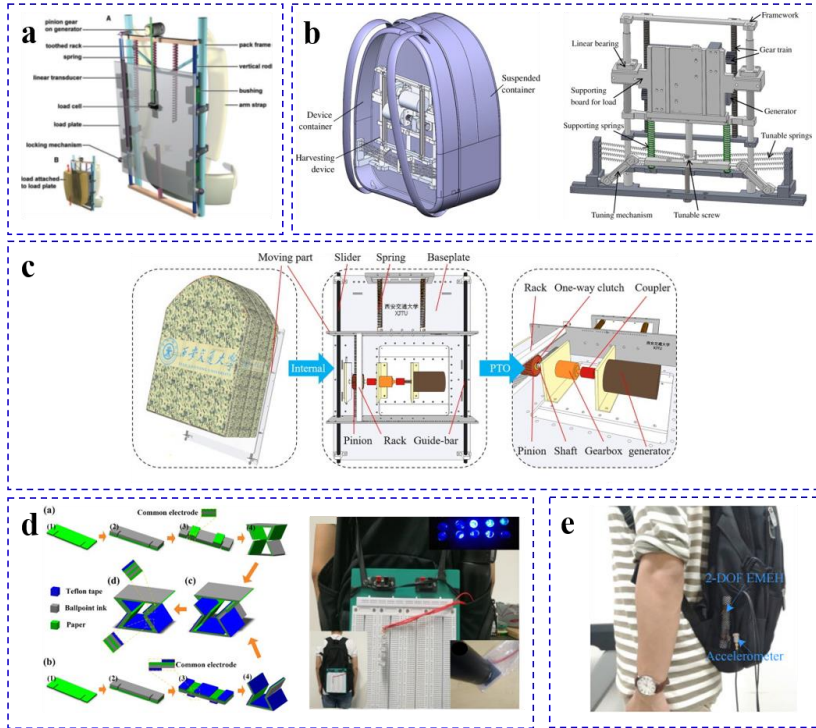 a
A
pinion gear
on generator
toothed rack
spring
linear transducer
load cell
load plate
locking mechanism
B
load attached
to load plate
pack frame
vertical rod
bushing
arm strap
b
Device
container
Harvesting
device
Suspended
container
Framework
Linear bearing
Gear train
Supporting
board for load
Generator
Supporting springs
Tunable springs
Tuning mechanism
Tunable screw
c
Moving part
Slider
Spring
Baseplate
西安交通大学
XJTU
Internal
Pinion
Rack
Guide-bar
PTO
Rack
One-way clutch
Coupler
Pinion
Shaft
Gearbox
generator
d
(a)
Common electrode
(1)
(2)
(3)
(4)
(d)
(c)
Teflon tape
Ballpoint ink
Paper
(b)
Common electrode
(1)
(2)
(3)
(4)
e
2-DOF EMEH
Accelerometer